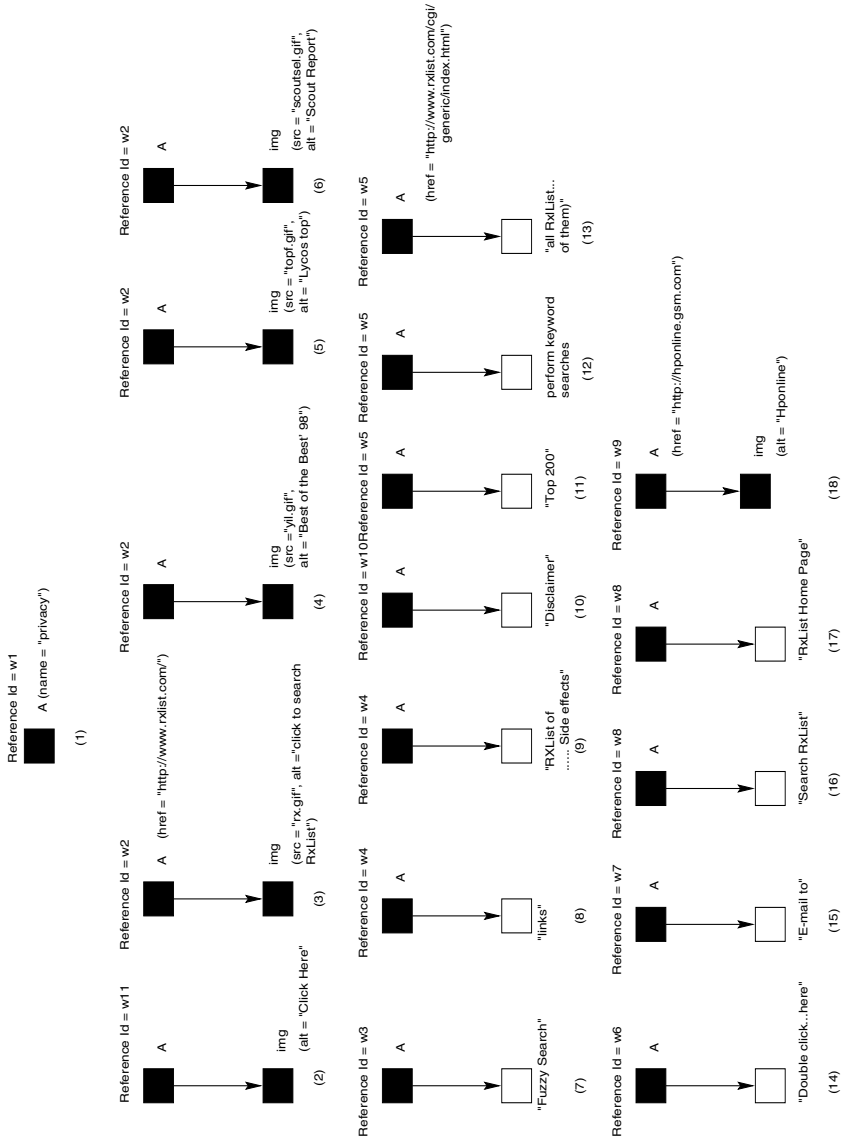 Reference Id = w1
A (name = "privacy")
(1)
Reference Id = w11
A
img
(alt = "Click Here"
(2)
Reference Id = w2
A (href = "http://www.rxlist.com/")
img
(src = "rx.gif", alt ="click to search
RxList")
(3)
Reference Id = w2
A
img
(src ="yil.gif",
alt = "Best of the Best' 98")
(4)
Reference Id = w2
A
img
(src = "topf.gif",
alt = "Lycos top")
(5)
Reference Id = w2
A
img
(src = "scoutsel.gif",
alt = "Scout Report")
(6)
Reference Id = w3
A
"Fuzzy Search"
(7)
Reference Id = w4
A
"links"
(8)
Reference Id = w4
A
"RXList of
...... Side effects"
(9)
Reference Id = w10
A
"Disclaimer"
(10)
Reference Id = w5
A
"Top 200"
(11)
Reference Id = w5
A
perform keyword
searches
(12)
Reference Id = w5
A
(href = "http://www.rxlist.com/cgi/
generic/index.html")
"all RxList...
of them)"
(13)
Reference Id = w6
A
"Double click...here"
(14)
Reference Id = w7
A
"E-mail to"
(15)
Reference Id = w8
A
"Search RxList"
(16)
Reference Id = w8
A
"RxList Home Page"
(17)
Reference Id = w9
A
(href = "http://hponline.gsm.com")
img
(alt = "Hponline")
(18)